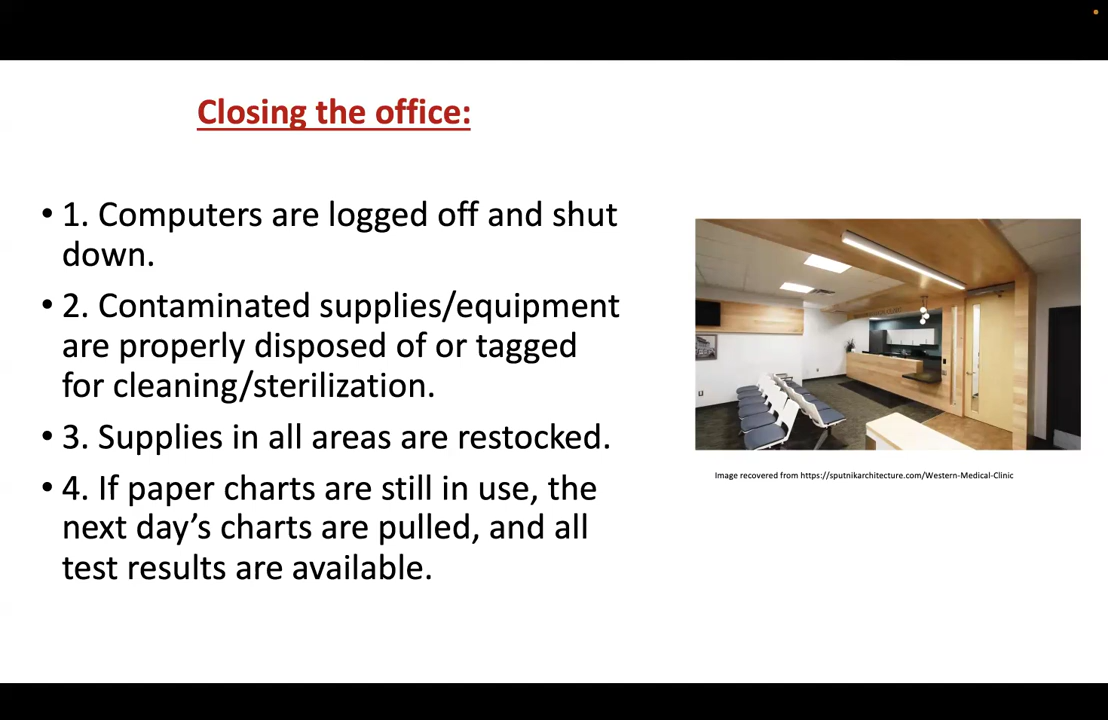 Closing the office:
• 1. Computers are logged off and shut
down.
• 2. Contaminated supplies/equipment
are properly disposed of or tagged
for cleaning/sterilization.
• 3. Supplies in all areas are restocked.
• 4. If paper charts are still in use, the
next day’s charts are pulled, and all
test results are available.
Image recovered from https://sputnikarchitecture.com/Western-Medical-Clinic